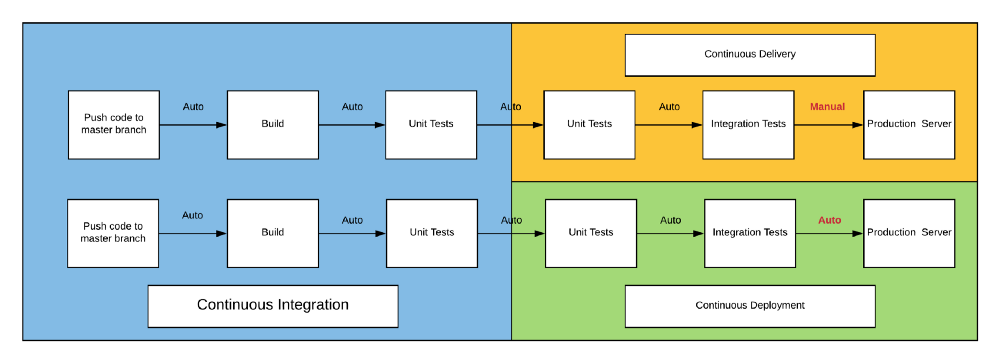 Continuous Delivery
Auto
Auto
Auto
Auto
Manual
Push code to
master branch
Build
Unit Tests
Unit Tests
Integration Tests
Production Server
Auto
Auto
Auto
Auto
Auto
Push code to
master branch
Build
Unit Tests
Unit Tests
Integration Tests
Production Server
Continuous Integration
Continuous Deployment